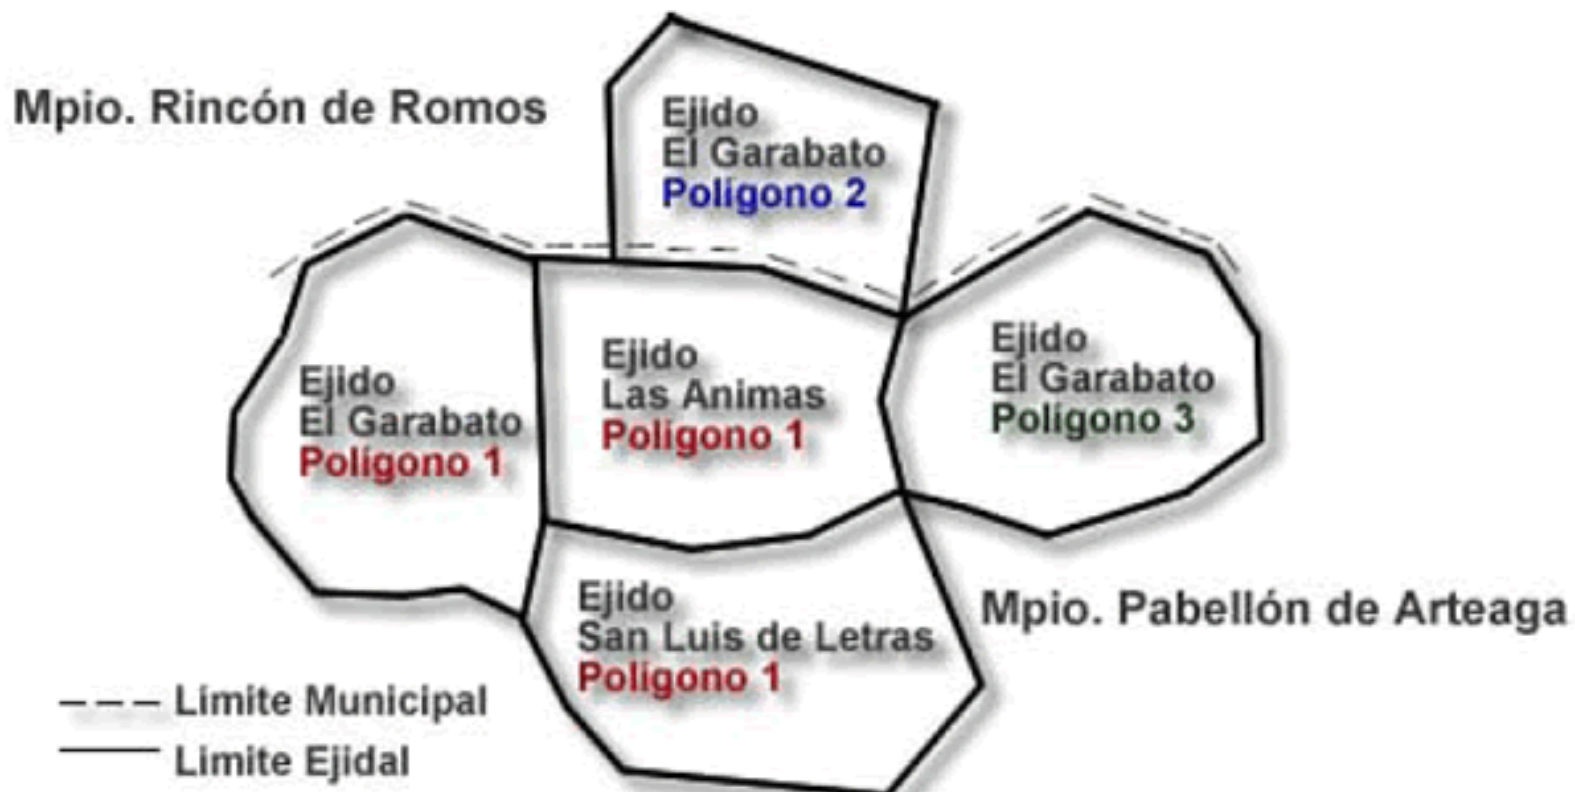 Mpio. Rincón de Romos
Ejido
El Garabato
Polígono 2
Ejido
El Garabato
Polígono 1
Ejido
Las Animas
Polígono 1
Ejido
El Garabato
Polígono 3
Ejido
San Luis de Letras
Polígono 1
Mpio. Pabellón de Arteaga
Límite Municipal
Limite Ejidal